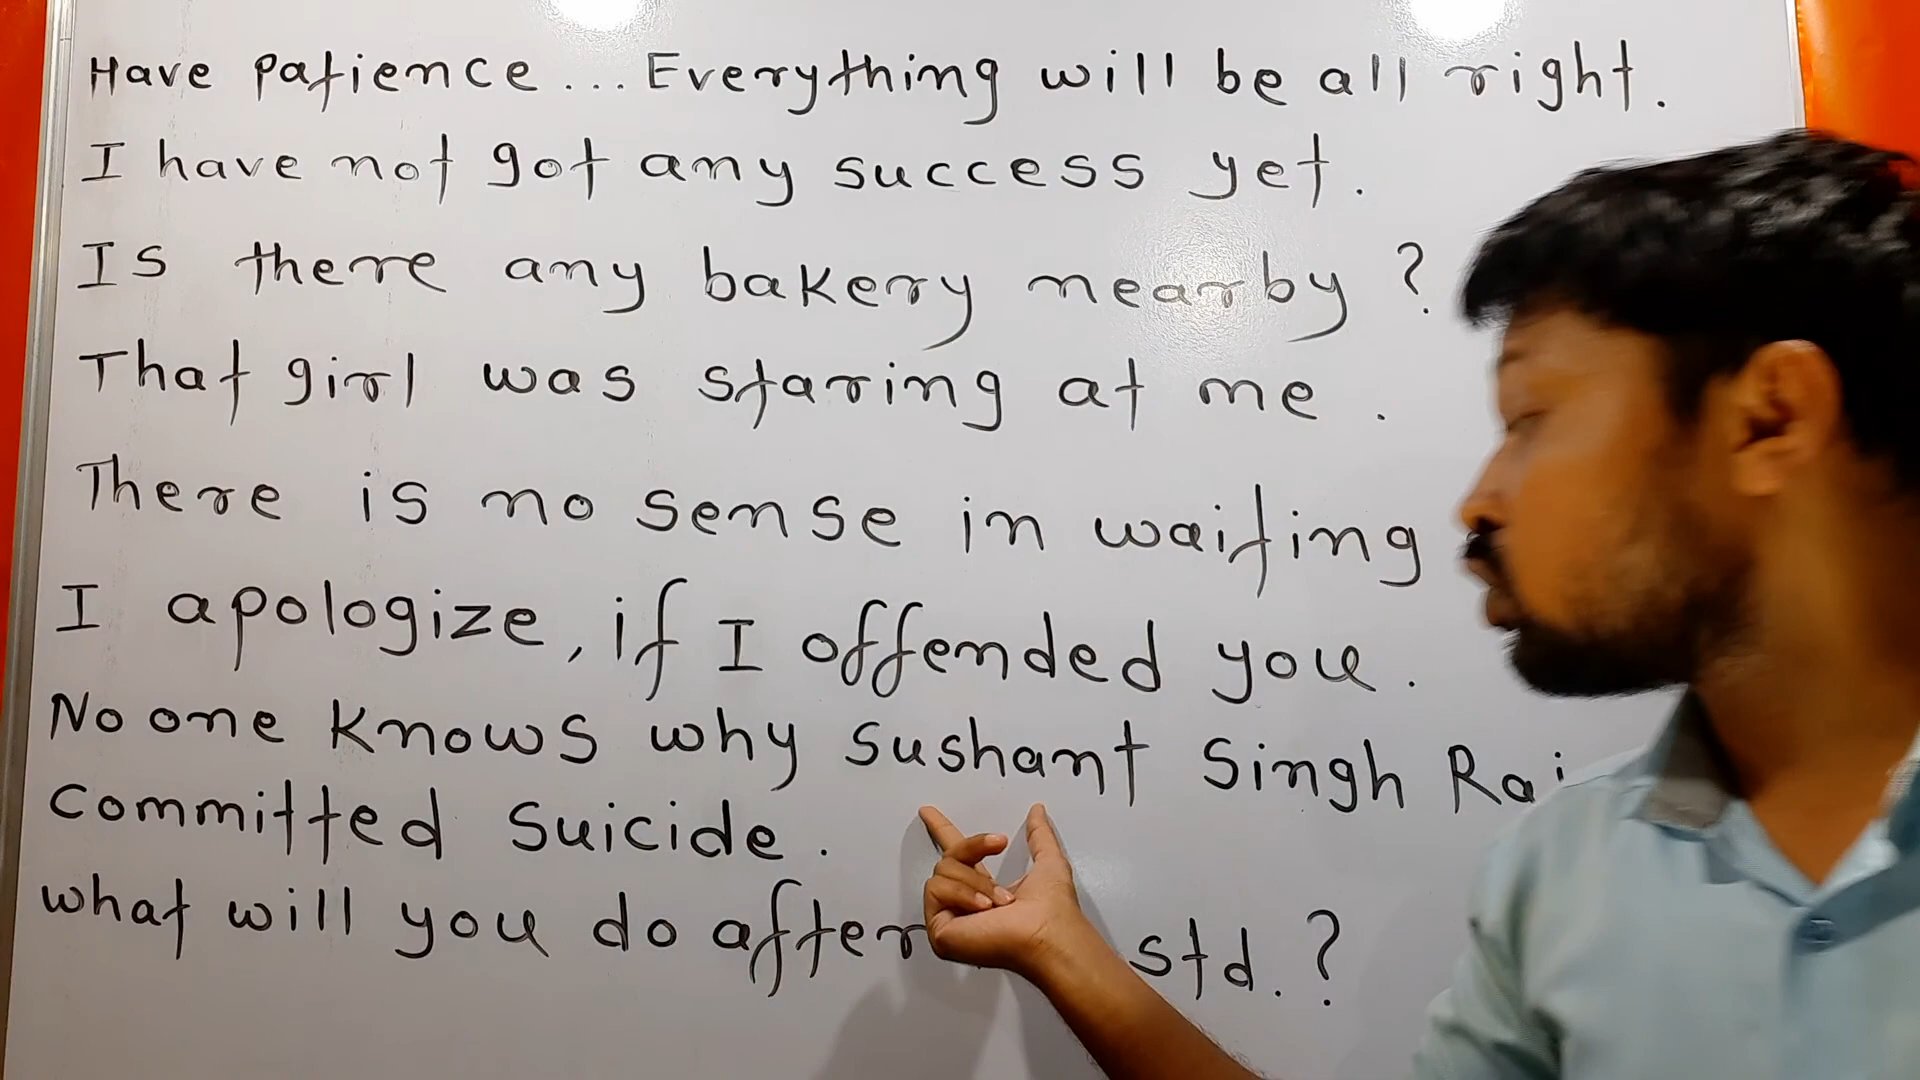 Have patience... Everything will be all right.
I have not got any success yet.
Is there any bakery nearby ?
That girl was staring at me .
There is no sense in waiting
I apologize, if I offended you .
No one knows why Sushant Singh
Committed Suicide .
what will you do after std. ?